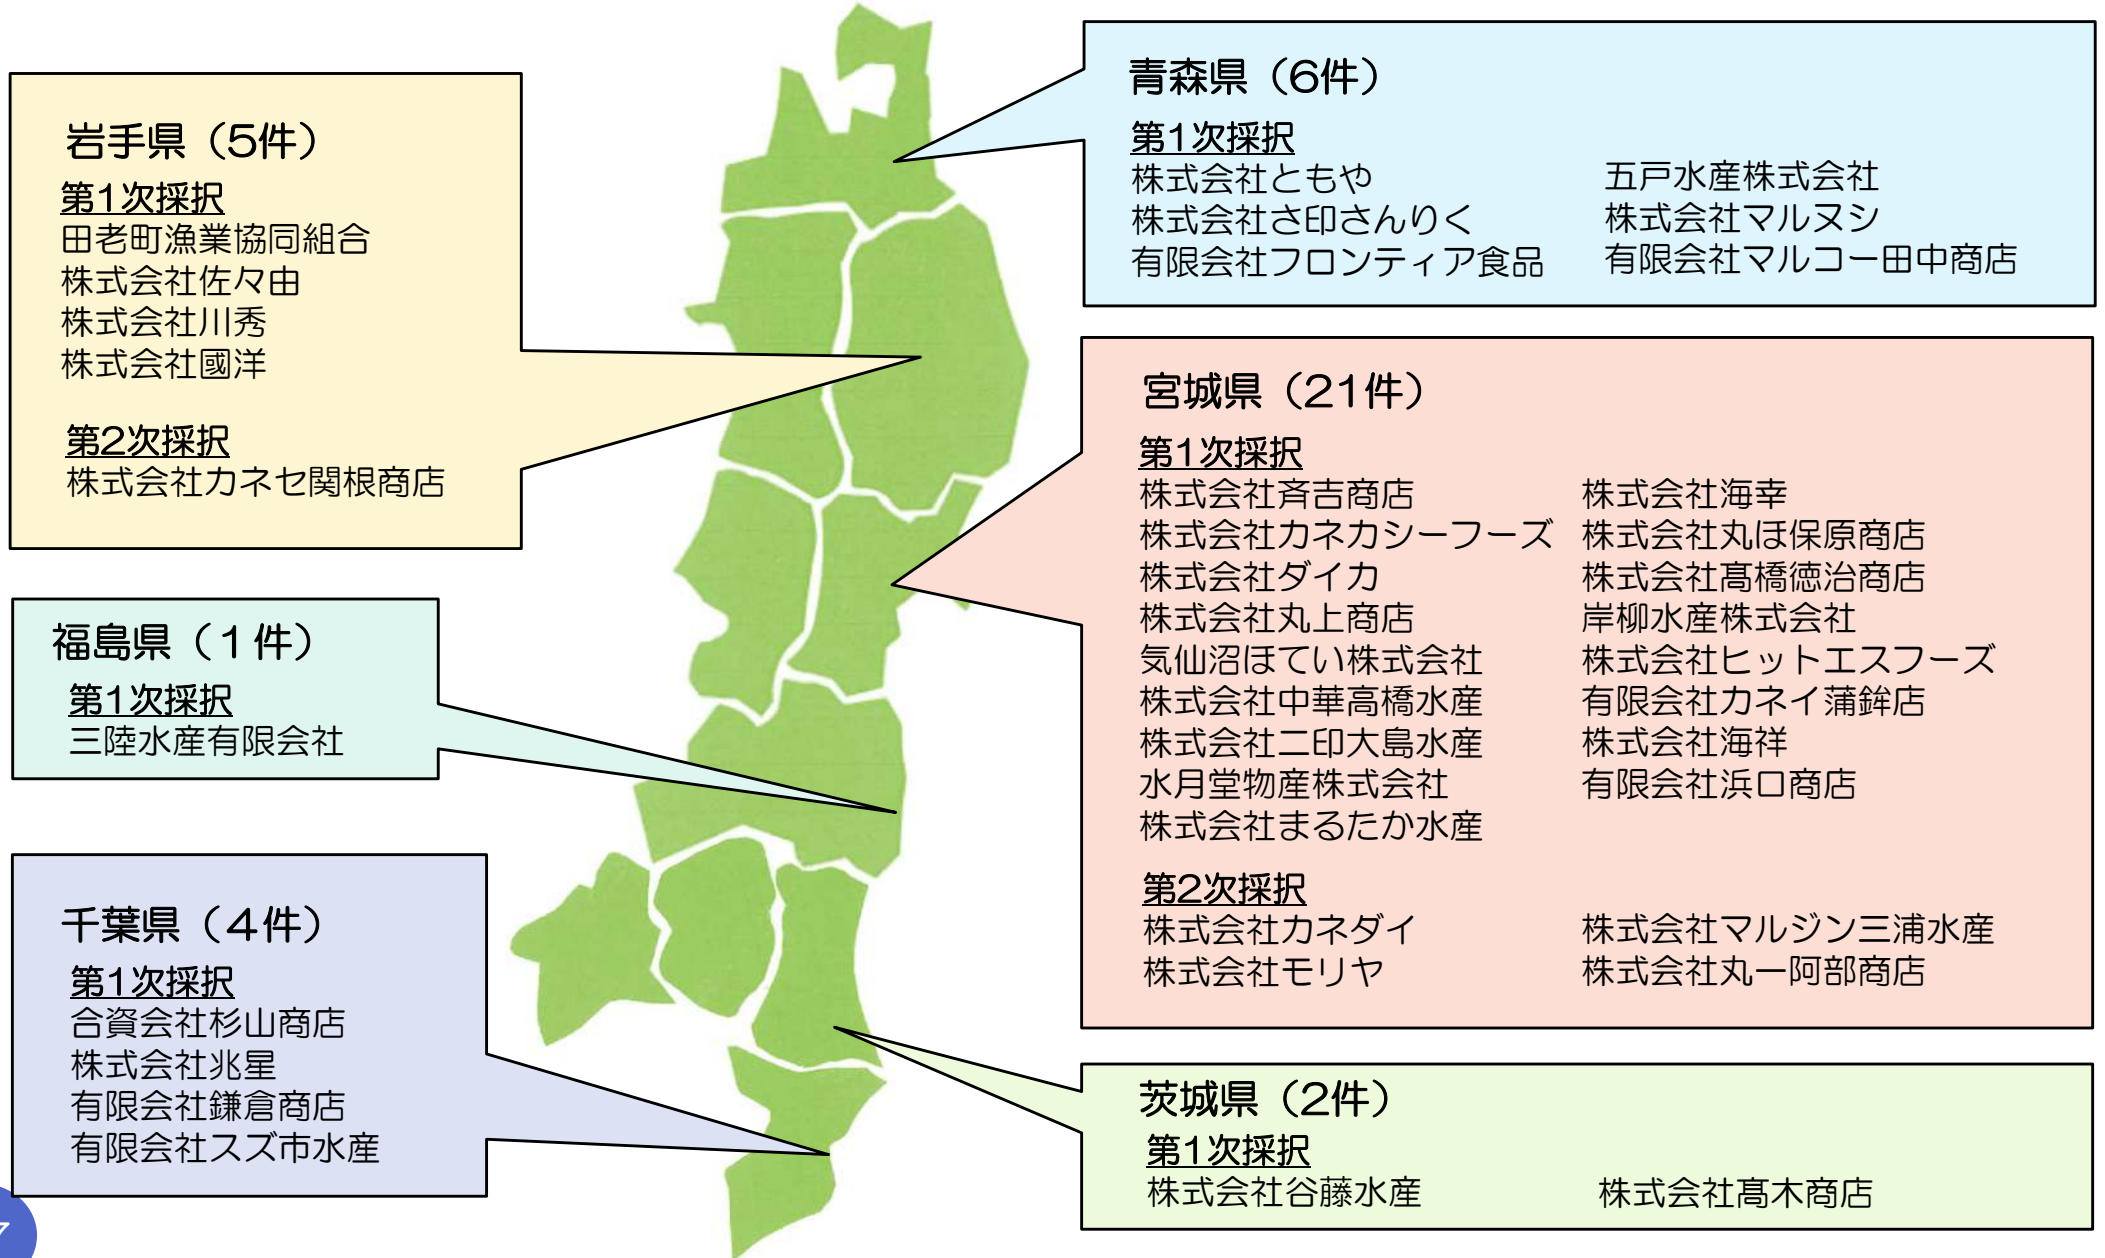 青森県（6件）
第1次採択
株式会社ともや　五戸水産株式会社
株式会社さ印さんりく　株式会社マルヌシ
有限会社フロンティア食品　有限会社マルコー田中商店
岩手県（5件）
第1次採択
田老町漁業協同組合
株式会社佐々由
株式会社川秀
株式会社國洋
第2次採択
株式会社カネセ関根商店
宮城県（21件）
第1次採択
株式会社斉吉商店　株式会社海幸
株式会社カネカシーフーズ　株式会社丸ほ保原商店
株式会社ダイカ　株式会社髙橋徳治商店
株式会社丸上商店　岸柳水産株式会社
気仙沼ほてい株式会社　株式会社ヒットエスフーズ
株式会社中華高橋水産　有限会社カネイ蒲鉾店
株式会社二印大島水産　株式会社海祥
水月堂物産株式会社　有限会社浜口商店
株式会社まるたか水産
第2次採択
株式会社カネダイ　株式会社マルジン三浦水産
株式会社モリヤ　株式会社丸一阿部商店
福島県（１件）
第1次採択
三陸水産有限会社
千葉県（4件）
第1次採択
合資会社杉山商店
株式会社兆星
有限会社鎌倉商店
有限会社スズ市水産
茨城県（2件）
第1次採択
株式会社谷藤水産　株式会社髙木商店